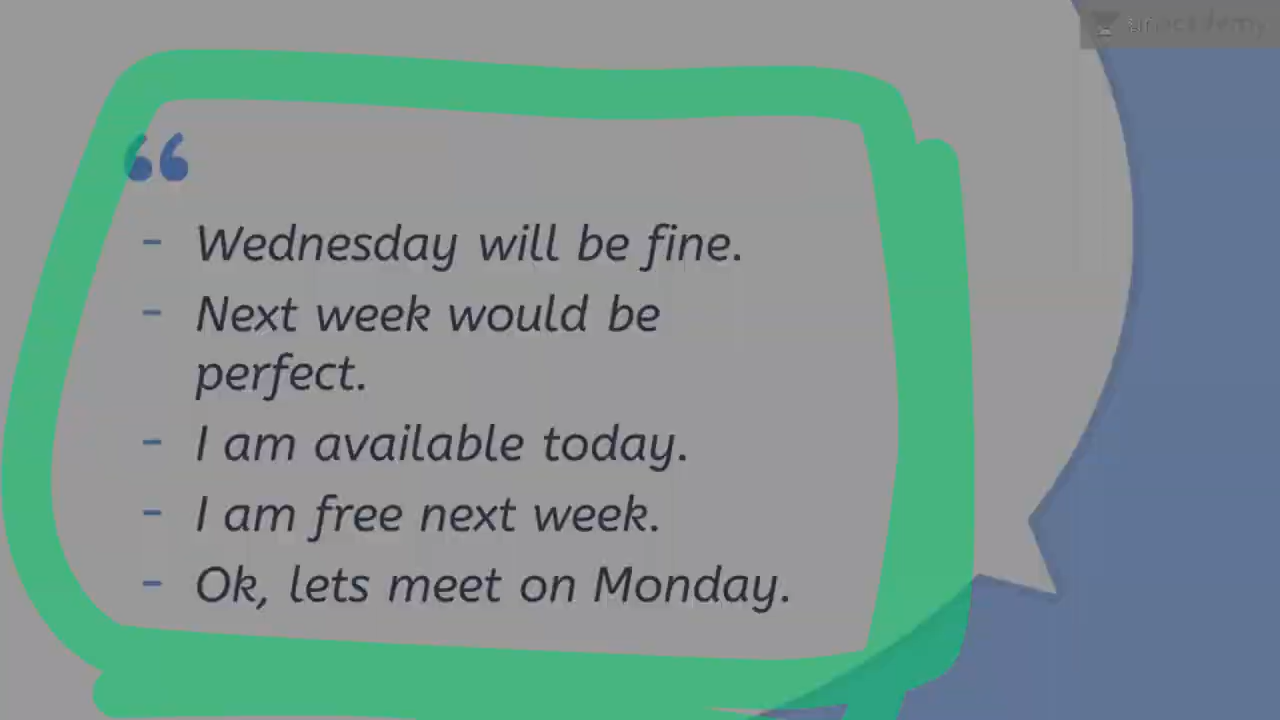 “
- Wednesday will be fine.
- Next week would be
perfect.
- I am available today.
- I am free next week.
- Ok, lets meet on Monday.